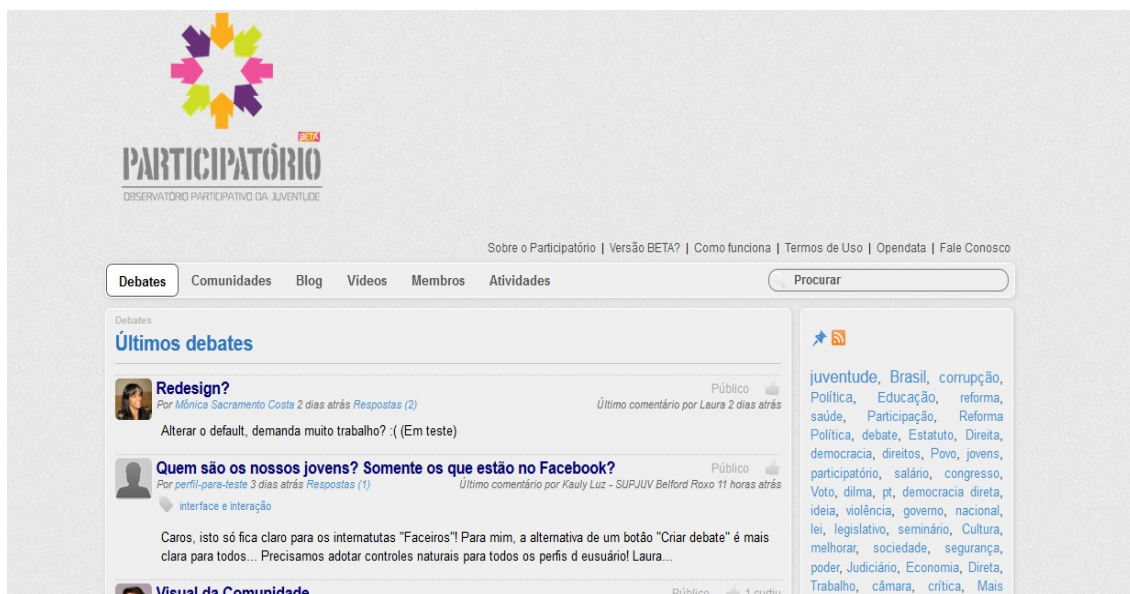 BETA
PARTICIPATÓRIO
OBSERVATÓRIO PARTICIPATIVO DA JUVENTUDE
Sobre o Participatório | Versão BETA? | Como funciona | Termos de Uso | Opendata | Fale Conosco
Debates Comunidades Blog Vídeos Membros Atividades Procurar
Debates
Últimos debates
Redesign? Público
Por Mônica Sacramento Costa 2 dias atrás Respostas (2) Último comentário por Laura 2 dias atrás
Alterar o default, demanda muito trabalho? :( (Em teste)
Quem são os nossos jovens? Somente os que estão no Facebook? Público
Por perfil-para-teste 3 dias atrás Respostas (1) Último comentário por Kauly Luz - SUPJUV Belford Roxo 11 horas atrás
interface e interação
Caros, isto só fica claro para os internatutas "Faceiros"! Para mim, a alternativa de um botão "Criar debate" é mais
clara para todos... Precisamos adotar controles naturais para todos os perfis d eusuário! Laura...
Visual da Comunidade Público 1 curtiu
juventude, Brasil, corrupção,
Política, Educação, reforma,
saúde, Participação, Reforma
Política, debate, Estatuto, Direita,
democracia, direitos, Povo, jovens,
participatório, salário, congresso,
Voto, dilma, pt, democracia direta,
ideia, violência, governo, nacional,
lei, legislativo, seminário, Cultura,
melhorar, sociedade, segurança,
poder, Judiciário, Economia, Direta,
Trabalho, câmara, crítica, Mais